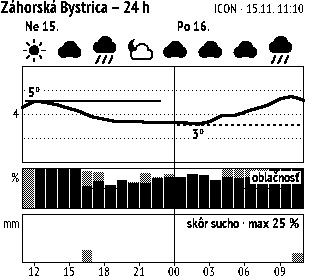 Záhorská Bystrica – 24 h
ICON · 15.11. 11:10
Ne 15.
Po 16.
5°
4
3°
%
oblačnosť
mm
skôr sucho · max 25 %
12 15 18 21 00 03 06 09